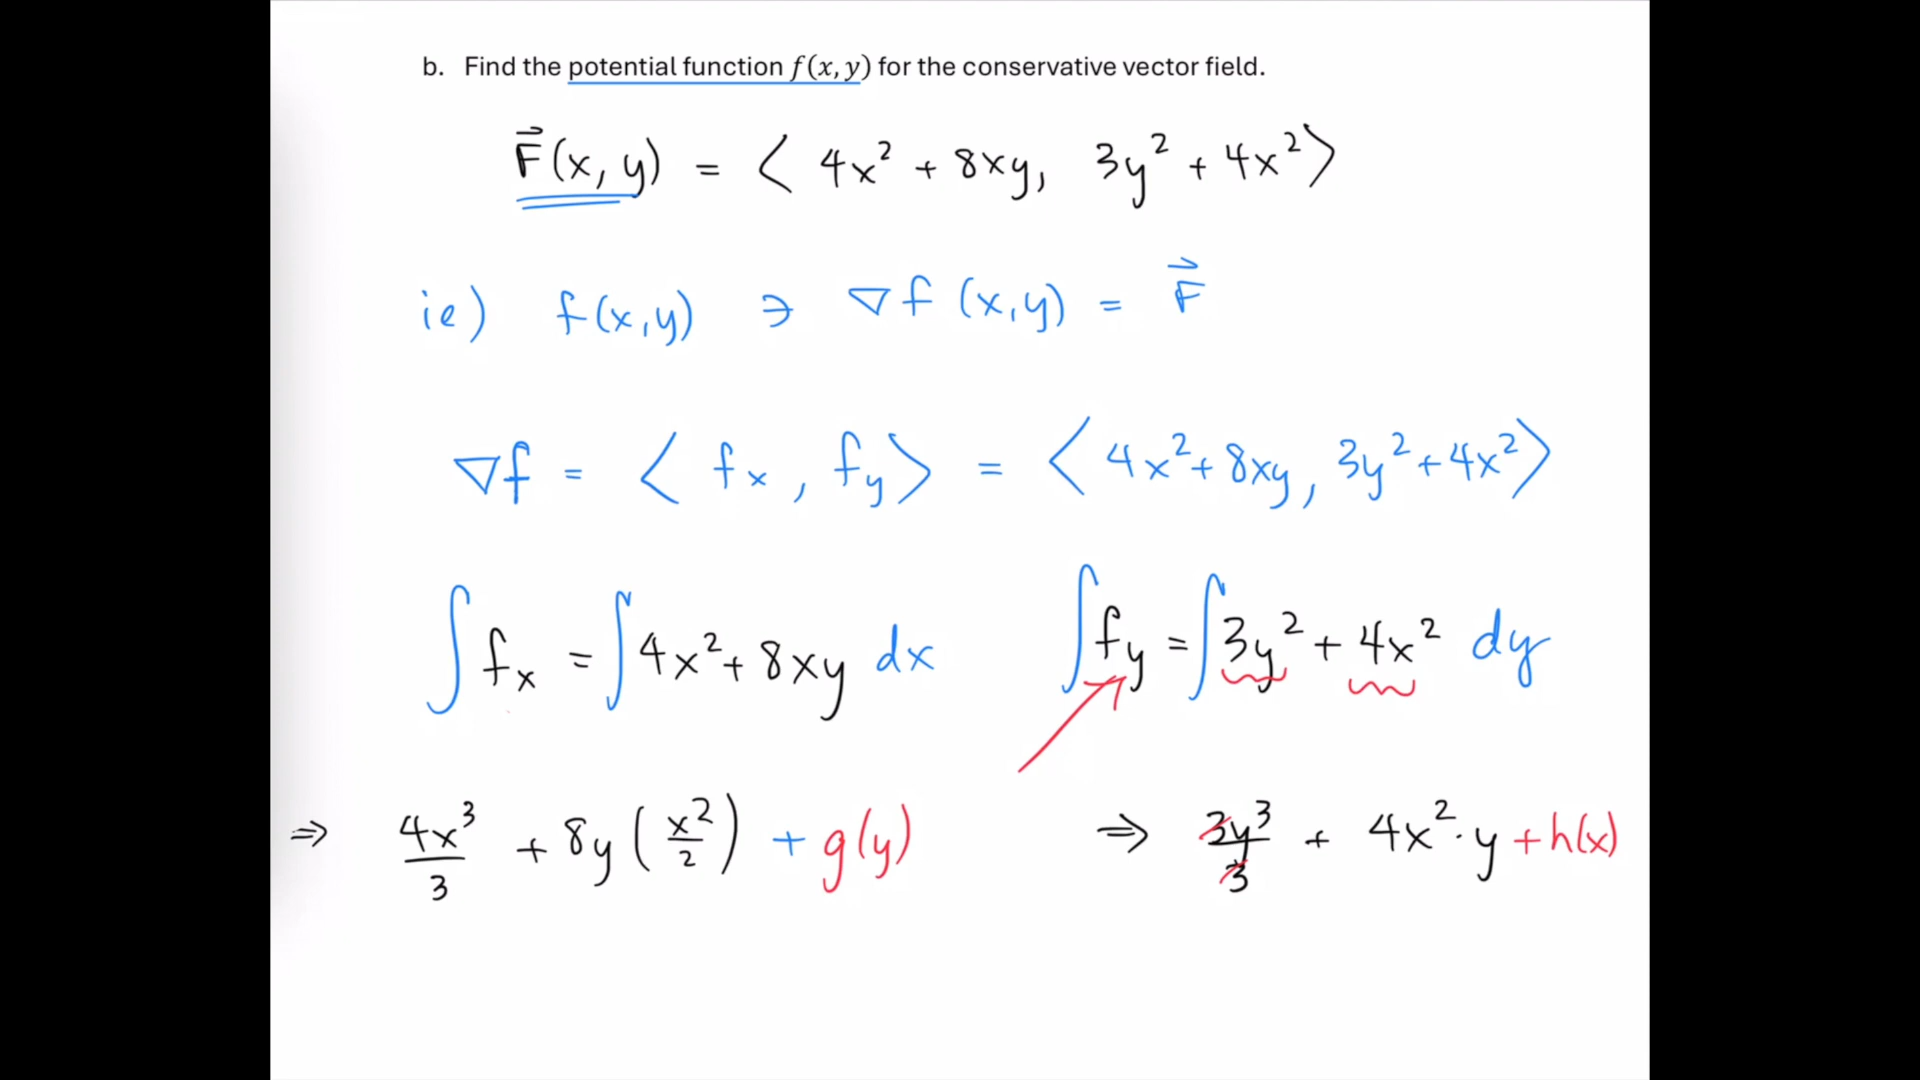 b. Find the potential function f(x, y) for the conservative vector field.
F⃗(x, y) = ⟨ 4x² + 8xy, 3y² + 4x² ⟩
ie) f(x,y) ∋ ∇f (x,y) = F⃗
∇f = ⟨ fx , fy ⟩ = ⟨ 4x² + 8xy , 3y² + 4x² ⟩
∫ fx = ∫ 4x² + 8xy dx
∫ fy = ∫ 3y² + 4x² dy
⇒ 4x³/3 + 8y (x²/2) + g(y)
⇒ 3y³/3 + 4x²·y + h(x)